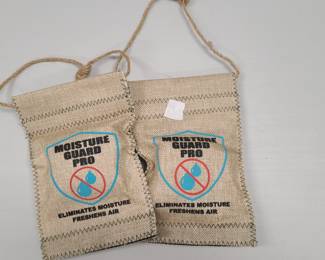 MOISTURE
GUARD
PRO
ELIMINATES MOISTURE
FRESHENS AIR
MOISTURE
GUARD
PRO
ELIMINATES MOISTURE
FRESHENS AIR